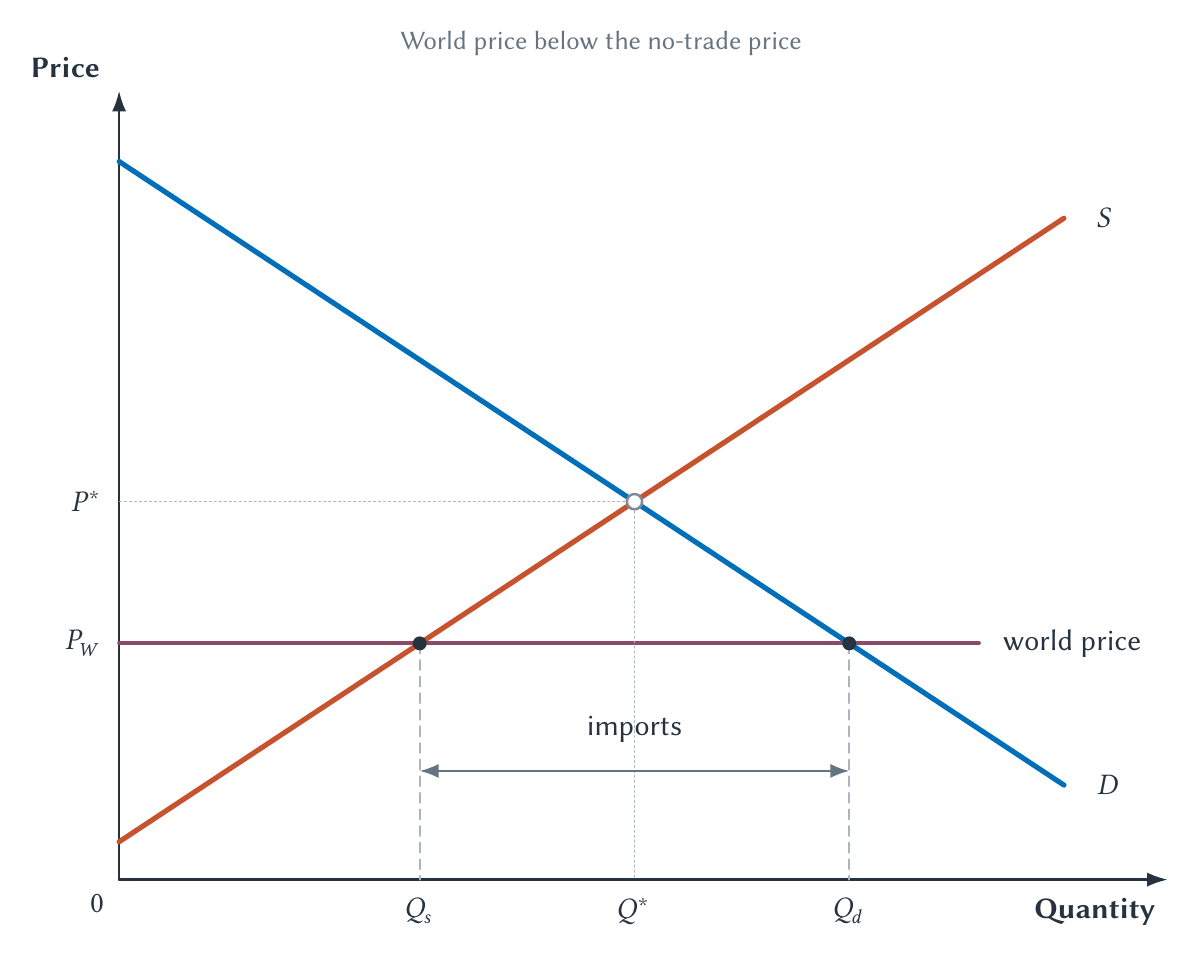 World price below the no-trade price
Price
S
P*
P_W
world price
imports
D
0
Q_s
Q*
Q_d
Quantity